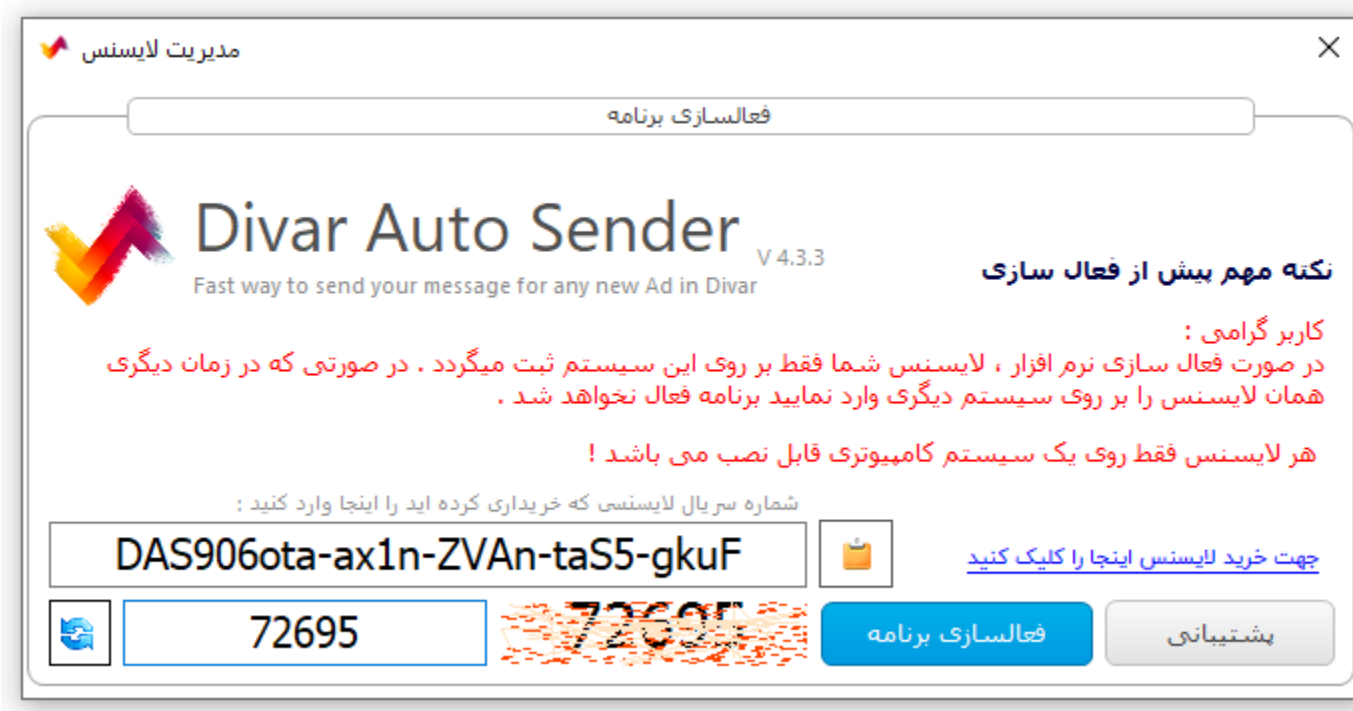 مدیریت لایسنس
فعالسازی برنامه
Divar Auto Sender
V 4.3.3
Fast way to send your message for any new Ad in Divar
نکته مهم پیش از فعال سازی
کاربر گرامی :
در صورت فعال سازی نرم افزار ، لایسنس شما فقط بر روی این سیستم ثبت میگردد . در صورتی که در زمان دیگری
همان لایسنس را بر روی سیستم دیگری وارد نمایید برنامه فعال نخواهد شد .
هر لایسنس فقط روی یک سیستم کامپیوتری قابل نصب می باشد !
شماره سریال لایسنسی که خریداری کرده اید را اینجا وارد کنید :
DAS906ota-ax1n-ZVAn-taS5-gkuF
جهت خرید لایسنس اینجا را کلیک کنید
72695
72695
فعالسازی برنامه
پشتیبانی